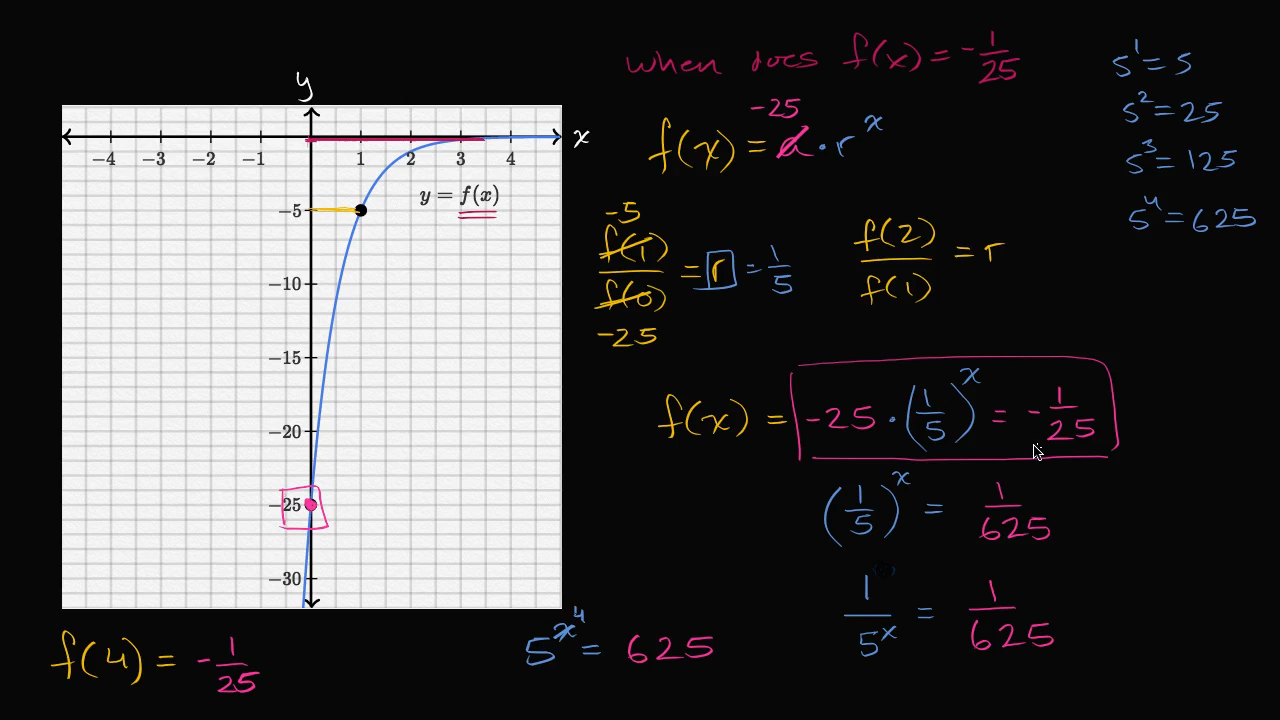 when does f(x) = -1/25
5^1 = 5
5^2 = 25
5^3 = 125
5^4 = 625
-25
f(x) = a · r^x
y
x
-4 -3 -2 -1 1 2 3 4
y = f(x)
-5
-10
-15
-20
-25
-30
-5
f(1)/f(0) = r = 1/5
-25
f(2)/f(1) = r
f(x) = -25 · (1/5)^x = -1/25
(1/5)^x = 1/625
1/5^x = 1/625
5^x 4 = 625
f(4) = -1/25